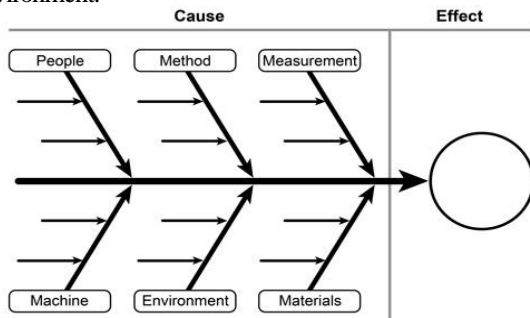 Cause Effect
People Method Measurement
Machine Environment Materials